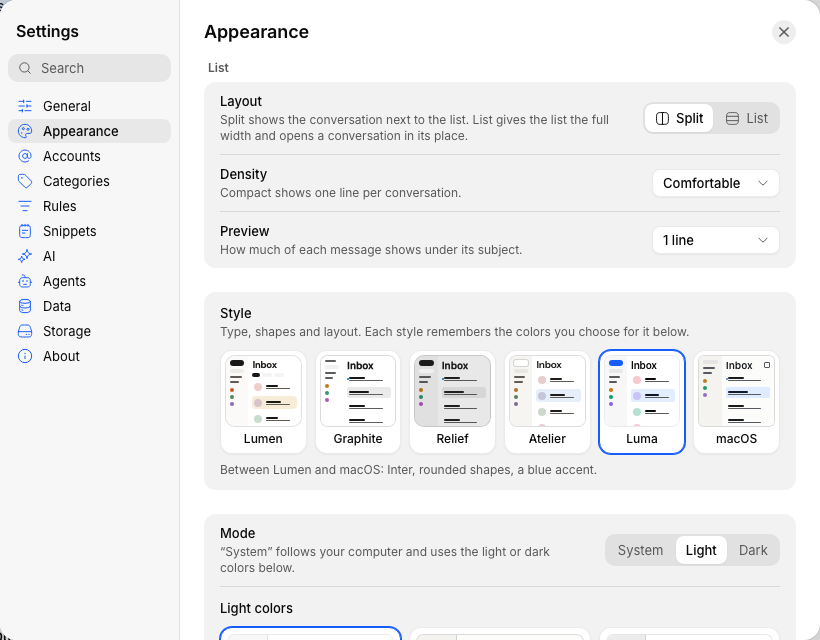 Settings
Search
General
Appearance
Accounts
Categories
Rules
Snippets
AI
Agents
Data
Storage
About
Appearance
List
Layout
Split shows the conversation next to the list. List gives the list the full
width and opens a conversation in its place.
Split
List
Density
Compact shows one line per conversation.
Comfortable
Preview
How much of each message shows under its subject.
1 line
Style
Type, shapes and layout. Each style remembers the colors you choose for it below.
Inbox
Lumen
Inbox
Graphite
Inbox
Relief
Inbox
Atelier
Inbox
Luma
Inbox
macOS
Between Lumen and macOS: Inter, rounded shapes, a blue accent.
Mode
“System” follows your computer and uses the light or dark
colors below.
System
Light
Dark
Light colors